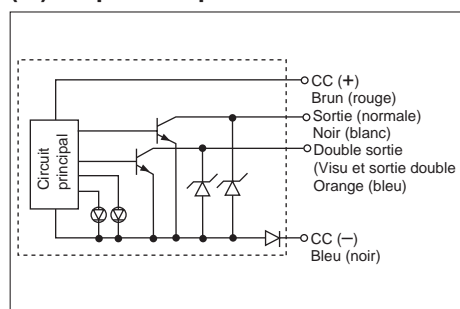 CC (+)
Brun (rouge)
Sortie (normale)
Noir (blanc)
Double sortie
(Visu et sortie double
Orange (bleu)
Circuit
principal
CC (—)
Bleu (noir)